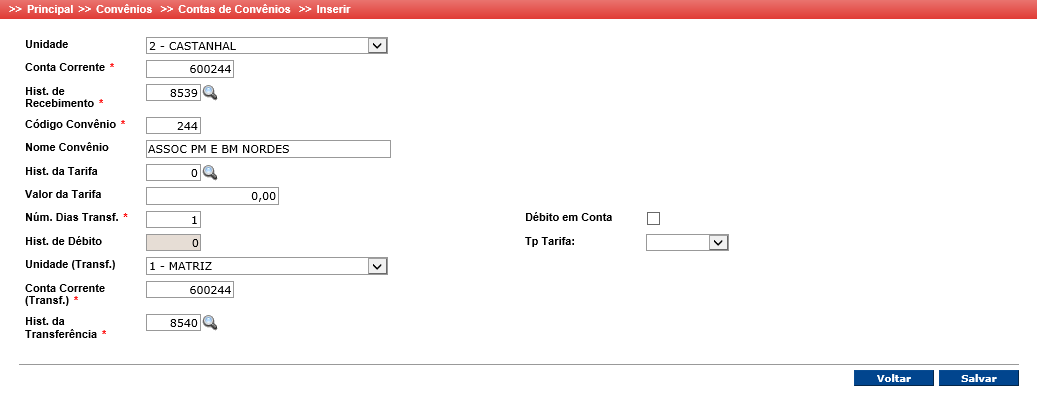 >> Principal >> Convênios >> Contas de Convênios >> Inserir
Unidade 2 - CASTANHAL
Conta Corrente * 600244
Hist. de
Recebimento * 8539
Código Convênio * 244
Nome Convênio ASSOC PM E BM NORDES
Hist. da Tarifa 0
Valor da Tarifa 0,00
Núm. Dias Transf. * 1 Débito em Conta
Hist. de Débito 0 Tp Tarifa:
Unidade (Transf.) 1 - MATRIZ
Conta Corrente
(Transf.) * 600244
Hist. da
Transferência * 8540
Voltar Salvar